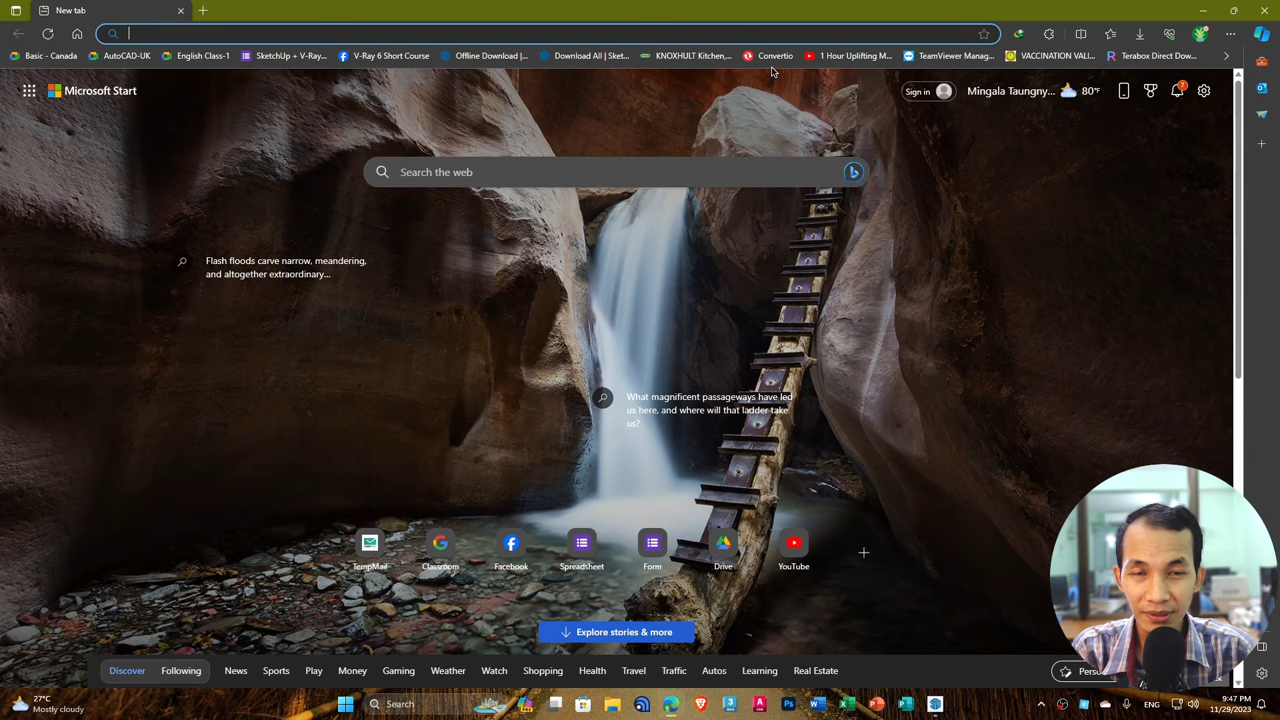 New tab
Basic - Canada
AutoCAD-UK
English Class-1
SketchUp + V-Ray...
V-Ray 6 Short Course
Offline Download |...
Download All | Sket...
KNOXHULT Kitchen,...
Convertio
1 Hour Uplifting M...
TeamViewer Manag...
VACCINATION VALI...
Terabox Direct Dow...
Microsoft Start
Sign in
Mingala Taungny...
80°F
7
Search the web
Flash floods carve narrow, meandering,
and altogether extraordinary...
What magnificent passageways have led
us here, and where will that ladder take
us?
TempMail
Classroom
Facebook
Spreadsheet
Form
Drive
YouTube
Explore stories & more
Discover
Following
News
Sports
Play
Money
Gaming
Weather
Watch
Shopping
Health
Travel
Traffic
Autos
Learning
Real Estate
27°C
Mostly cloudy
Search
ENG
9:47 PM
11/29/2023